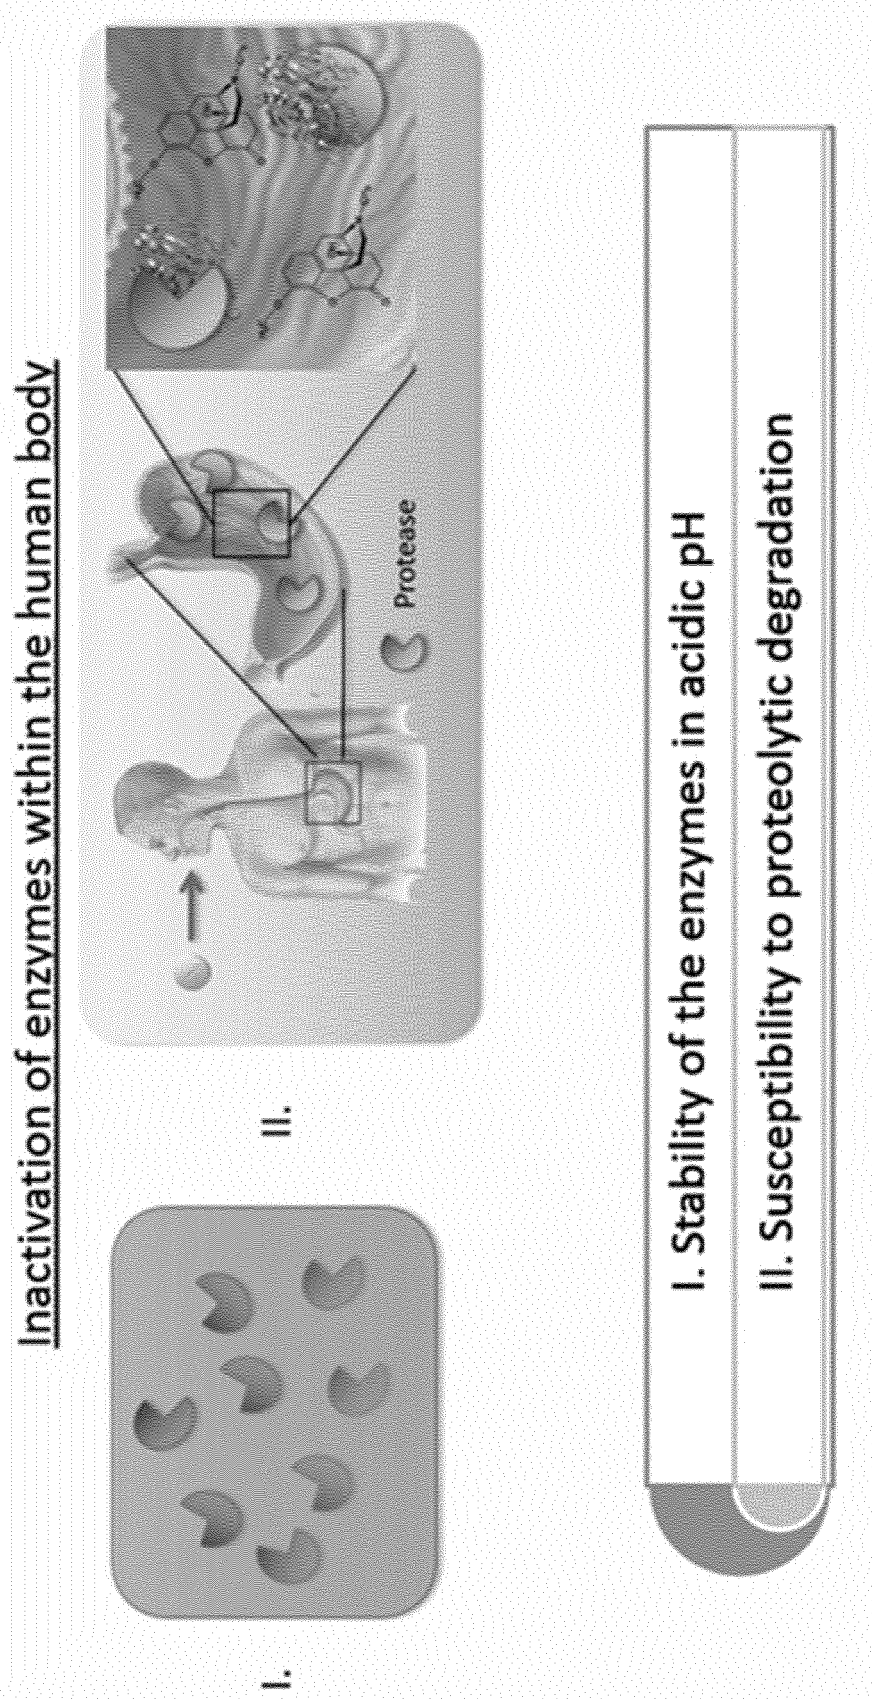 Inactivation of enzymes within the human body
I.
II.
Protease
I. Stability of the enzymes in acidic pH
II. Susceptibility to proteolytic degradation